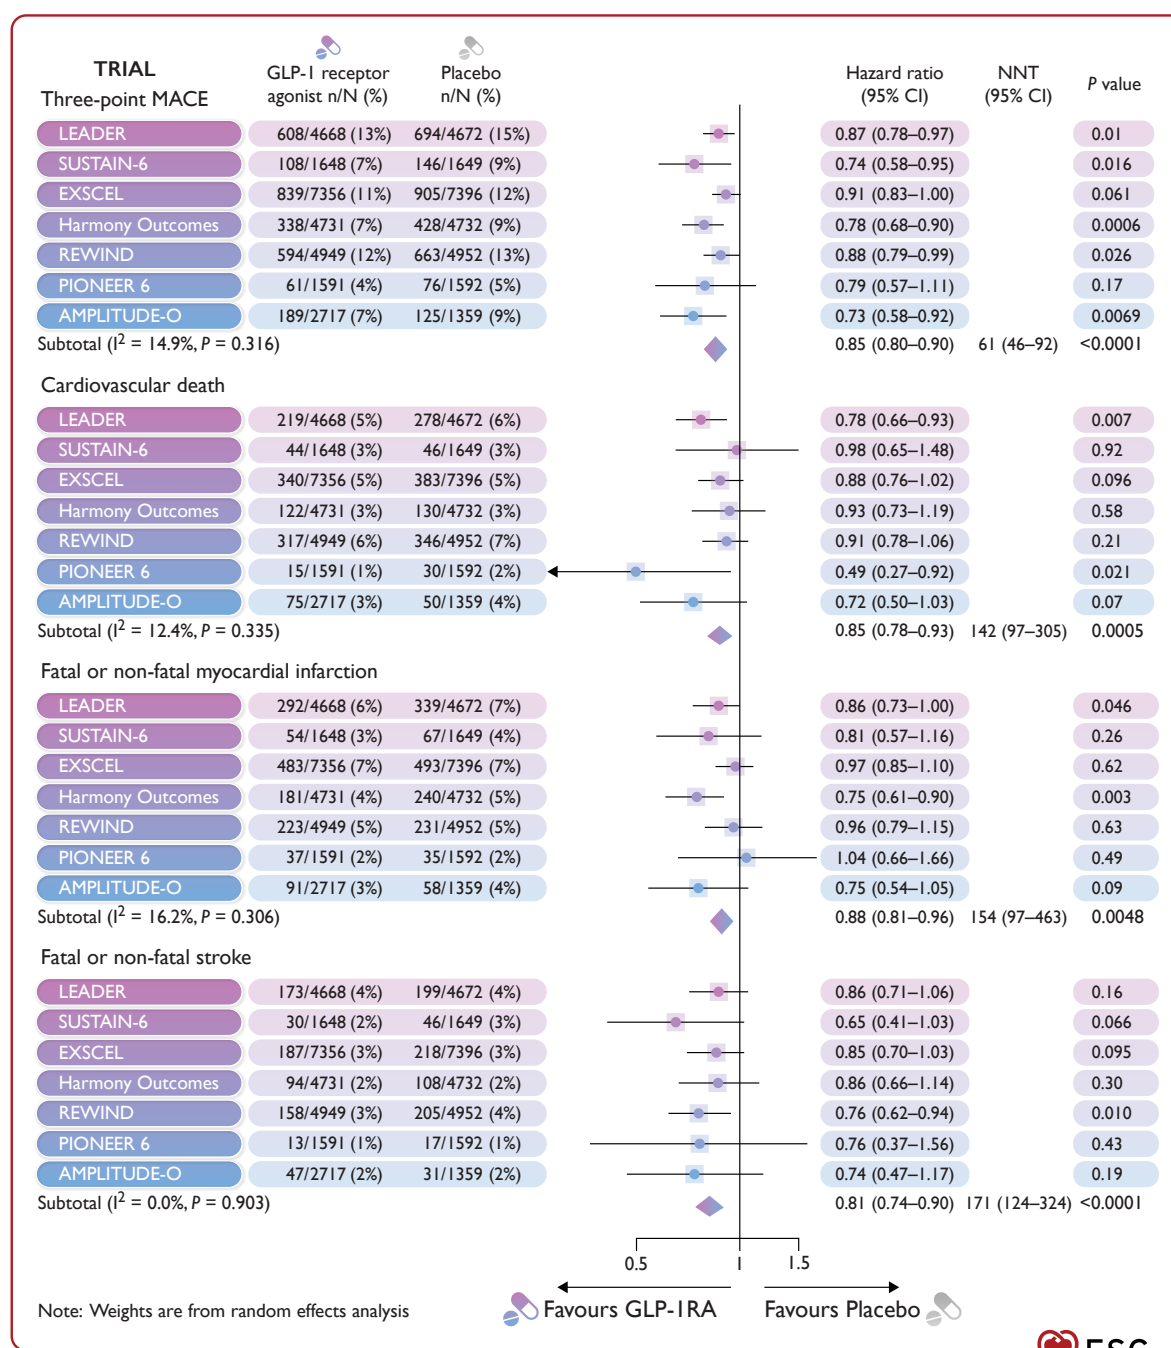 TRIAL
GLP-1 receptor agonist n/N (%)
Placebo n/N (%)
Hazard ratio (95% CI)
NNT (95% CI)
P value
Three-point MACE
LEADER 608/4668 (13%) 694/4672 (15%) 0.87 (0.78–0.97) 0.01
SUSTAIN-6 108/1648 (7%) 146/1649 (9%) 0.74 (0.58–0.95) 0.016
EXSCEL 839/7356 (11%) 905/7396 (12%) 0.91 (0.83–1.00) 0.061
Harmony Outcomes 338/4731 (7%) 428/4732 (9%) 0.78 (0.68–0.90) 0.0006
REWIND 594/4949 (12%) 663/4952 (13%) 0.88 (0.79–0.99) 0.026
PIONEER 6 61/1591 (4%) 76/1592 (5%) 0.79 (0.57–1.11) 0.17
AMPLITUDE-O 189/2717 (7%) 125/1359 (9%) 0.73 (0.58–0.92) 0.0069
Subtotal (I² = 14.9%, P = 0.316) 0.85 (0.80–0.90) 61 (46–92) <0.0001
Cardiovascular death
LEADER 219/4668 (5%) 278/4672 (6%) 0.78 (0.66–0.93) 0.007
SUSTAIN-6 44/1648 (3%) 46/1649 (3%) 0.98 (0.65–1.48) 0.92
EXSCEL 340/7356 (5%) 383/7396 (5%) 0.88 (0.76–1.02) 0.096
Harmony Outcomes 122/4731 (3%) 130/4732 (3%) 0.93 (0.73–1.19) 0.58
REWIND 317/4949 (6%) 346/4952 (7%) 0.91 (0.78–1.06) 0.21
PIONEER 6 15/1591 (1%) 30/1592 (2%) 0.49 (0.27–0.92) 0.021
AMPLITUDE-O 75/2717 (3%) 50/1359 (4%) 0.72 (0.50–1.03) 0.07
Subtotal (I² = 12.4%, P = 0.335) 0.85 (0.78–0.93) 142 (97–305) 0.0005
Fatal or non-fatal myocardial infarction
LEADER 292/4668 (6%) 339/4672 (7%) 0.86 (0.73–1.00) 0.046
SUSTAIN-6 54/1648 (3%) 67/1649 (4%) 0.81 (0.57–1.16) 0.26
EXSCEL 483/7356 (7%) 493/7396 (7%) 0.97 (0.85–1.10) 0.62
Harmony Outcomes 181/4731 (4%) 240/4732 (5%) 0.75 (0.61–0.90) 0.003
REWIND 223/4949 (5%) 231/4952 (5%) 0.96 (0.79–1.15) 0.63
PIONEER 6 37/1591 (2%) 35/1592 (2%) 1.04 (0.66–1.66) 0.49
AMPLITUDE-O 91/2717 (3%) 58/1359 (4%) 0.75 (0.54–1.05) 0.09
Subtotal (I² = 16.2%, P = 0.306) 0.88 (0.81–0.96) 154 (97–463) 0.0048
Fatal or non-fatal stroke
LEADER 173/4668 (4%) 199/4672 (4%) 0.86 (0.71–1.06) 0.16
SUSTAIN-6 30/1648 (2%) 46/1649 (3%) 0.65 (0.41–1.03) 0.066
EXSCEL 187/7356 (3%) 218/7396 (3%) 0.85 (0.70–1.03) 0.095
Harmony Outcomes 94/4731 (2%) 108/4732 (2%) 0.86 (0.66–1.14) 0.30
REWIND 158/4949 (3%) 205/4952 (4%) 0.76 (0.62–0.94) 0.010
PIONEER 6 13/1591 (1%) 17/1592 (1%) 0.76 (0.37–1.56) 0.43
AMPLITUDE-O 47/2717 (2%) 31/1359 (2%) 0.74 (0.47–1.17) 0.19
Subtotal (I² = 0.0%, P = 0.903) 0.81 (0.74–0.90) 171 (124–324) <0.0001
0.5 1 1.5
Note: Weights are from random effects analysis
Favours GLP-1RA Favours Placebo
ESC